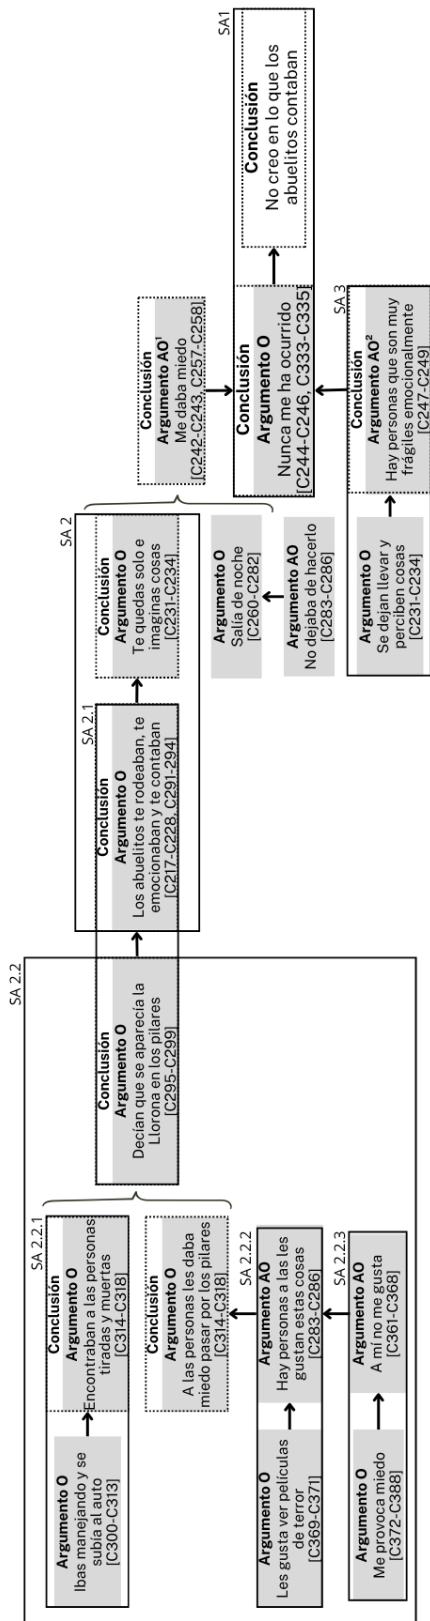 SA 2.2
SA 2.2.1
Argumento O
Ibas manejando y se
subía al auto
[C300-C313]
Conclusión
Argumento O
Encontraban a las personas
tiradas y muertas
[C314-C318]
Conclusión
Argumento O
A las personas les daba
miedo pasar por los pilares
[C314-C318]
SA 2.2.2
Argumento O
Les gusta ver películas
de terror
[C369-C371]
Argumento AO
Hay personas a las les
gustan estas cosas
[C283-C286]
SA 2.2.3
Argumento O
Me provoca miedo
[C372-C388]
Argumento AO
A mí no me gusta
[C361-C368]
Conclusión
Argumento O
Decían que se aparecía la
Llorona en los pilares
[C295-C299]
SA 2
SA 2.1
Conclusión
Argumento O
Los abuelitos te rodeaban, te
emocionaban y te contaban
[C217-C228, C291-294]
Conclusión
Argumento O
Te quedas solo e
imaginas cosas
[C231-C234]
Argumento O
Salía de noche
[C260-C282]
Argumento AO
No dejaba de hacerlo
[C283-C286]
Conclusión
Argumento AO¹
Me daba miedo
[C242-C243, C257-C258]
SA1
Conclusión
Argumento O
Nunca me ha ocurrido
[C244-C246, C333-C335]
Conclusión
No creo en lo que los
abuelitos contaban
SA 3
Argumento O
Se dejan llevar y
perciben cosas
[C231-C234]
Conclusión
Argumento AO²
Hay personas que son muy
frágiles emocionalmente
[C247-C249]